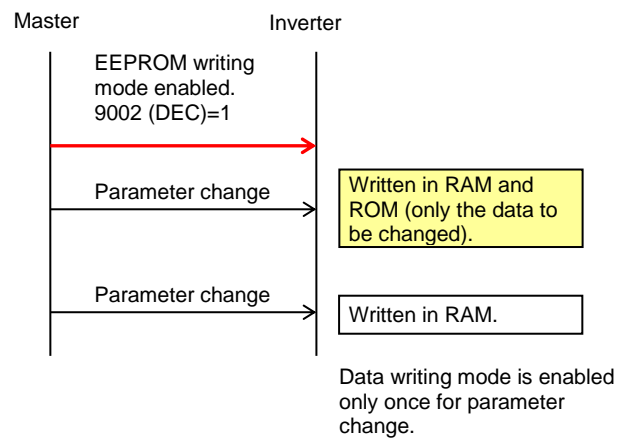 Master
Inverter
EEPROM writing
mode enabled.
9002 (DEC)=1
Parameter change
Written in RAM and
ROM (only the data to
be changed).
Parameter change
Written in RAM.
Data writing mode is enabled
only once for parameter
change.